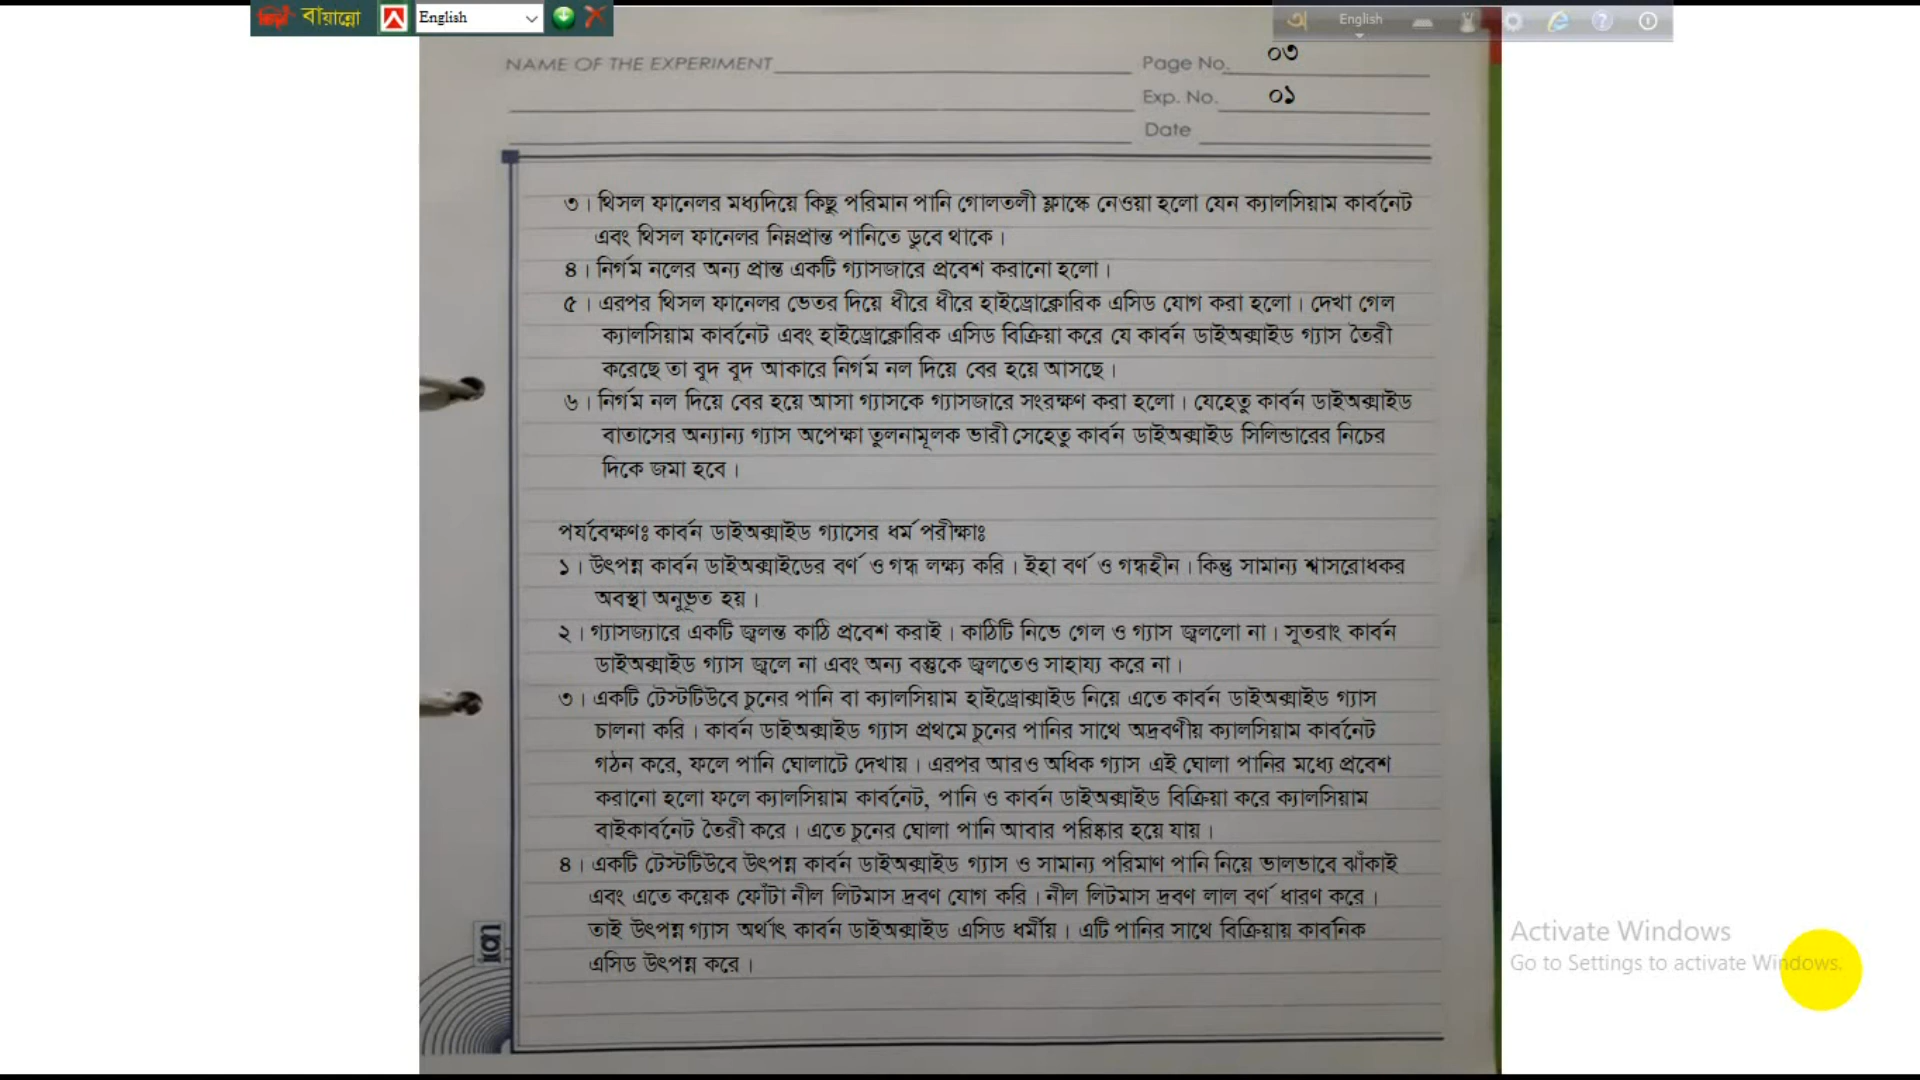 বায়ান্নো English
অ English
NAME OF THE EXPERIMENT
Page No. ০৩
Exp. No. ০১
Date
৩। থিসল ফানেলর মধ্যদিয়ে কিছু পরিমান পানি গোলতলী ফ্লাস্কে নেওয়া হলো যেন ক্যালসিয়াম কার্বনেট
এবং থিসল ফানেলর নিম্নপ্রান্ত পানিতে ডুবে থাকে।
৪। নির্গম নলের অন্য প্রান্ত একটি গ্যাসজারে প্রবেশ করানো হলো।
৫। এরপর থিসল ফানেলর ভেতর দিয়ে ধীরে ধীরে হাইড্রোক্লোরিক এসিড যোগ করা হলো। দেখা গেল
ক্যালসিয়াম কার্বনেট এবং হাইড্রোক্লোরিক এসিড বিক্রিয়া করে যে কার্বন ডাইঅক্সাইড গ্যাস তৈরী
করেছে তা বুদ বুদ আকারে নির্গম নল দিয়ে বের হয়ে আসছে।
৬। নির্গম নল দিয়ে বের হয়ে আসা গ্যাসকে গ্যাসজারে সংরক্ষণ করা হলো। যেহেতু কার্বন ডাইঅক্সাইড
বাতাসের অন্যান্য গ্যাস অপেক্ষা তুলনামূলক ভারী সেহেতু কার্বন ডাইঅক্সাইড সিলিন্ডারের নিচের
দিকে জমা হবে।
পর্যবেক্ষণঃ কার্বন ডাইঅক্সাইড গ্যাসের ধর্ম পরীক্ষাঃ
১। উৎপন্ন কার্বন ডাইঅক্সাইডের বর্ণ ও গন্ধ লক্ষ্য করি। ইহা বর্ণ ও গন্ধহীন। কিন্তু সামান্য শ্বাসরোধকর
অবস্থা অনুভূত হয়।
২। গ্যাসজ্যারে একটি জ্বলন্ত কাঠি প্রবেশ করাই। কাঠিটি নিভে গেল ও গ্যাস জ্বললো না। সূতরাং কার্বন
ডাইঅক্সাইড গ্যাস জ্বলে না এবং অন্য বস্তুকে জ্বলতেও সাহায্য করে না।
৩। একটি টেস্টটিউবে চুনের পানি বা ক্যালসিয়াম হাইড্রোক্সাইড নিয়ে এতে কার্বন ডাইঅক্সাইড গ্যাস
চালনা করি। কার্বন ডাইঅক্সাইড গ্যাস প্রথমে চুনের পানির সাথে অদ্রবণীয় ক্যালসিয়াম কার্বনেট
গঠন করে, ফলে পানি ঘোলাটে দেখায়। এরপর আরও অধিক গ্যাস এই ঘোলা পানির মধ্যে প্রবেশ
করানো হলো ফলে ক্যালসিয়াম কার্বনেট, পানি ও কার্বন ডাইঅক্সাইড বিক্রিয়া করে ক্যালসিয়াম
বাইকার্বনেট তৈরী করে। এতে চুনের ঘোলা পানি আবার পরিষ্কার হয়ে যায়।
৪। একটি টেস্টটিউবে উৎপন্ন কার্বন ডাইঅক্সাইড গ্যাস ও সামান্য পরিমাণ পানি নিয়ে ভালভাবে ঝাঁকাই
এবং এতে কয়েক ফোঁটা নীল লিটমাস দ্রবণ যোগ করি। নীল লিটমাস দ্রবণ লাল বর্ণ ধারণ করে।
তাই উৎপন্ন গ্যাস অর্থাৎ কার্বন ডাইঅক্সাইড এসিড ধর্মীয়। এটি পানির সাথে বিক্রিয়ায় কার্বনিক
এসিড উৎপন্ন করে।
Activate Windows
Go to Settings to activate Windows.